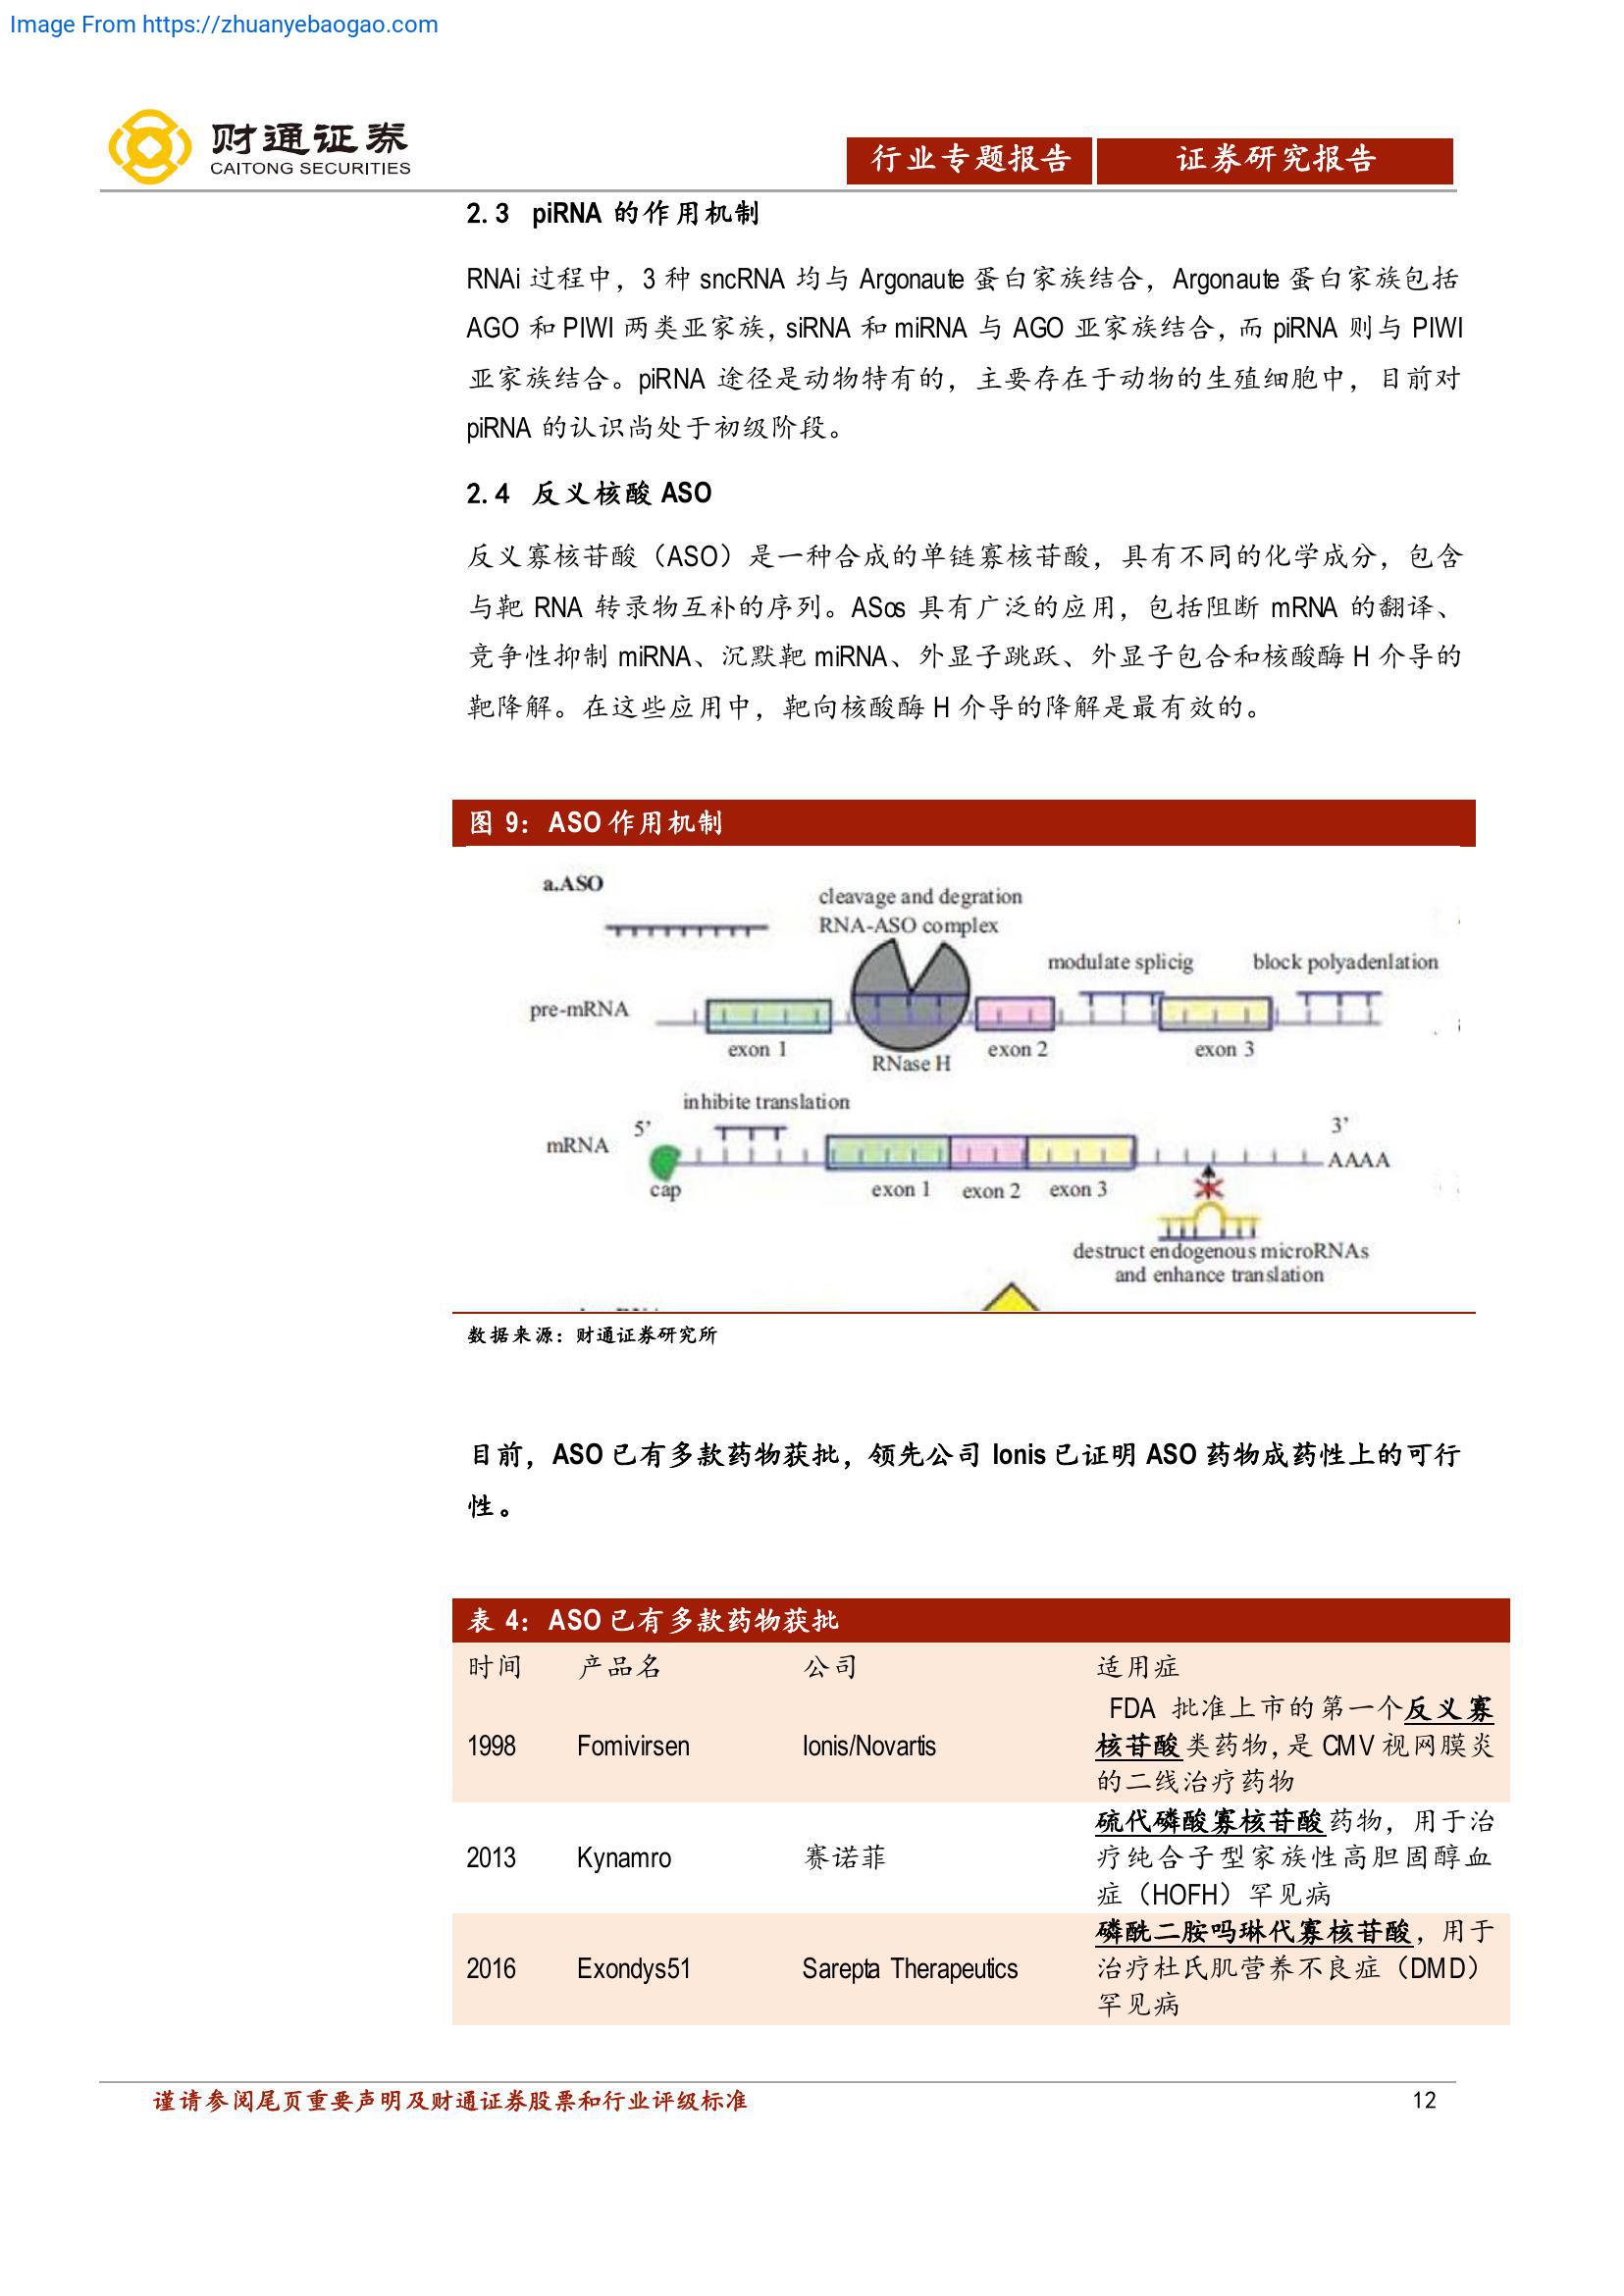 Image From https://zhuanyebaogao.com
财通证券
CAITONG SECURITIES
行业专题报告
证券研究报告
2.3 piRNA 的作用机制
RNAi 过程中，3 种 sncRNA 均与 Argonaute 蛋白家族结合，Argonaute 蛋白家族包括
AGO 和 PIWI 两类亚家族，siRNA 和 miRNA 与 AGO 亚家族结合，而 piRNA 则与 PIWI
亚家族结合。piRNA 途径是动物特有的，主要存在于动物的生殖细胞中，目前对
piRNA 的认识尚处于初级阶段。
2.4 反义核酸 ASO
反义寡核苷酸（ASO）是一种合成的单链寡核苷酸，具有不同的化学成分，包含
与靶 RNA 转录物互补的序列。ASos 具有广泛的应用，包括阻断 mRNA 的翻译、
竞争性抑制 miRNA、沉默靶 miRNA、外显子跳跃、外显子包合和核酸酶 H 介导的
靶降解。在这些应用中，靶向核酸酶 H 介导的降解是最有效的。
图 9：ASO 作用机制
a.ASO
cleavage and degration
RNA-ASO complex
modulate splicig
block polyadenlation
pre-mRNA
exon 1
RNase H
exon 2
exon 3
inhibite translation
5’
3’
mRNA
AAAA
cap
exon 1
exon 2
exon 3
destruct endogenous microRNAs
and enhance translation
数据来源：财通证券研究所
目前，ASO 已有多款药物获批，领先公司 Ionis 已证明 ASO 药物成药性上的可行
性。
表 4：ASO 已有多款药物获批
时间 产品名 公司 适用症
FDA 批准上市的第一个反义寡
1998 Fomivirsen Ionis/Novartis 核苷酸类药物，是 CMV 视网膜炎
的二线治疗药物
硫代磷酸寡核苷酸药物，用于治
2013 Kynamro 赛诺菲 疗纯合子型家族性高胆固醇血
症（HOFH）罕见病
磷酰二胺吗啉代寡核苷酸，用于
2016 Exondys51 Sarepta Therapeutics 治疗杜氏肌营养不良症（DMD）
罕见病
谨请参阅尾页重要声明及财通证券股票和行业评级标准
12